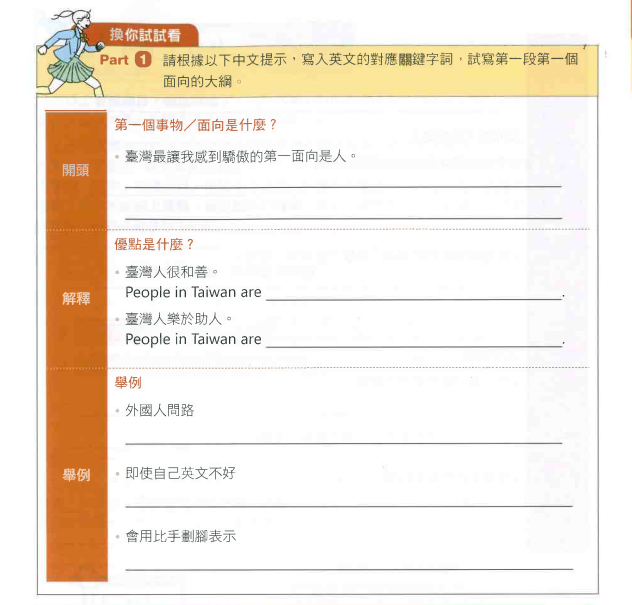 換你試試看
Part 1 請根據以下中文提示，寫入英文的對應關鍵字詞，試寫第一段第一個
面向的大綱。
第一個事物／面向是什麼？
開頭
• 臺灣最讓我感到驕傲的第一面向是人。
優點是什麼？
• 臺灣人很和善。
解釋
People in Taiwan are ______.
• 臺灣人樂於助人。
People in Taiwan are ______.
舉例
• 外國人問路
舉例
• 即使自己英文不好
• 會用比手劃腳表示